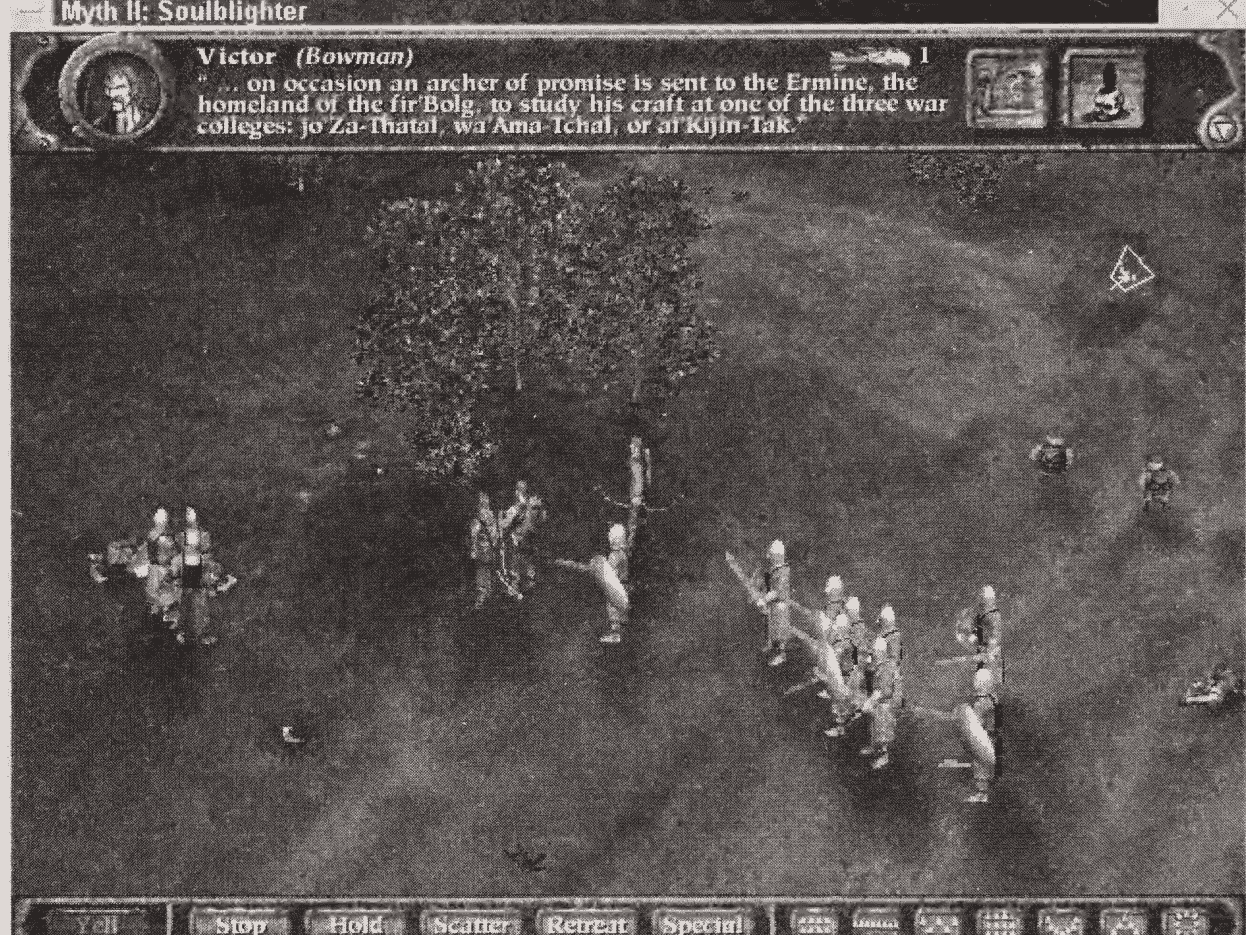 Myth II: Soulblighter
Victor (Bowman)
1
"... on occasion an archer of promise is sent to the Ermine, the
homeland of the fir'Bolg, to study his craft at one of the three war
colleges: jo'Za-Thatal, wa'Ama-Tchal, or ai'Kijin-Tak."
Yell
Stop
Hold
Scatter
Retreat
Special